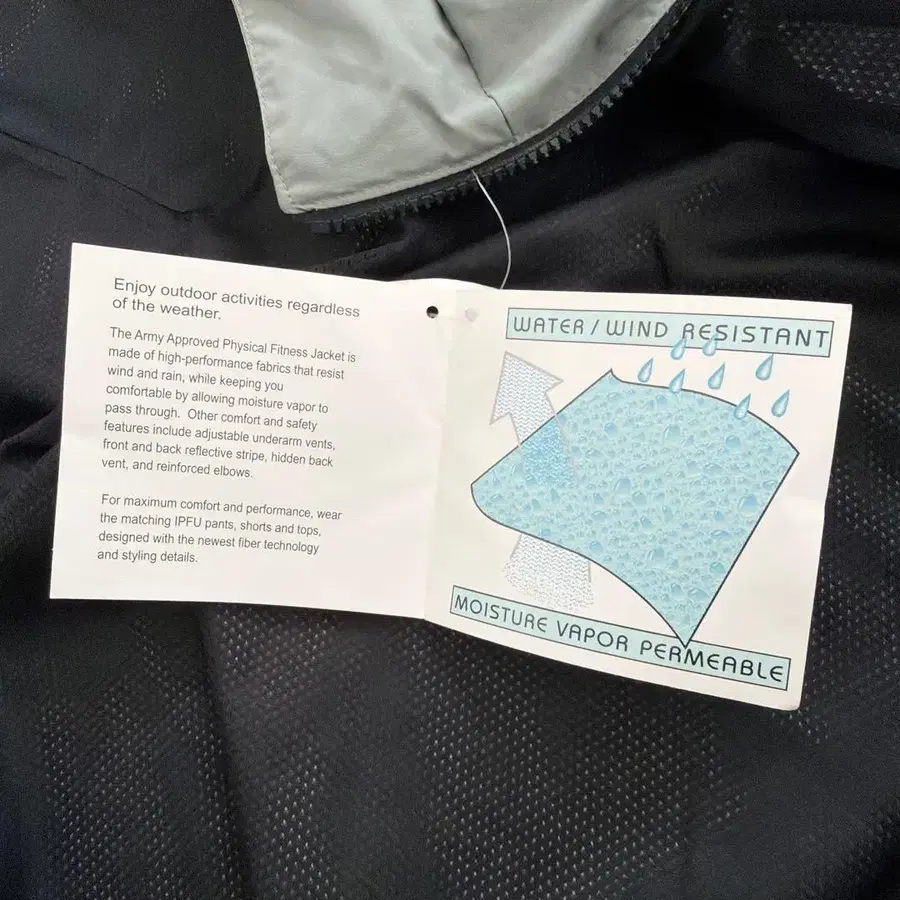 Enjoy outdoor activities regardless
of the weather.
The Army Approved Physical Fitness Jacket is
made of high-performance fabrics that resist
wind and rain, while keeping you
comfortable by allowing moisture vapor to
pass through. Other comfort and safety
features include adjustable underarm vents,
front and back reflective stripe, hidden back
vent, and reinforced elbows.
For maximum comfort and performance, wear
the matching IPFU pants, shorts and tops,
designed with the newest fiber technology
and styling details.
WATER / WIND RESISTANT
MOISTURE VAPOR PERMEABLE